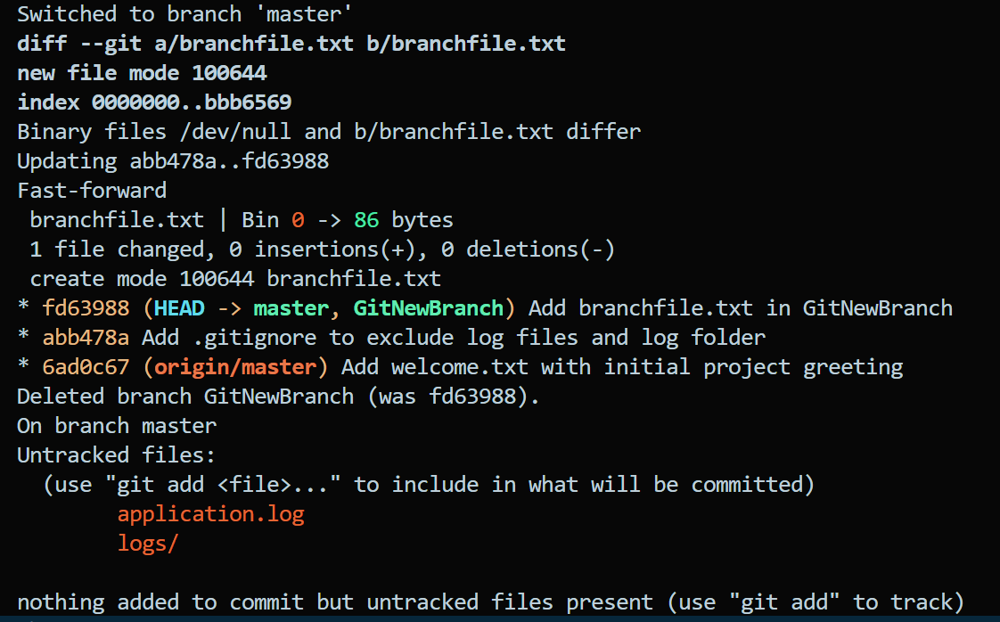 Switched to branch 'master'
diff --git a/branchfile.txt b/branchfile.txt
new file mode 100644
index 0000000..bbb6569
Binary files /dev/null and b/branchfile.txt differ
Updating abb478a..fd63988
Fast-forward
 branchfile.txt | Bin 0 -> 86 bytes
 1 file changed, 0 insertions(+), 0 deletions(-)
 create mode 100644 branchfile.txt
* fd63988 (HEAD -> master, GitNewBranch) Add branchfile.txt in GitNewBranch
* abb478a Add .gitignore to exclude log files and log folder
* 6ad0c67 (origin/master) Add welcome.txt with initial project greeting
Deleted branch GitNewBranch (was fd63988).
On branch master
Untracked files:
  (use "git add <file>..." to include in what will be committed)
        application.log
        logs/

nothing added to commit but untracked files present (use "git add" to track)